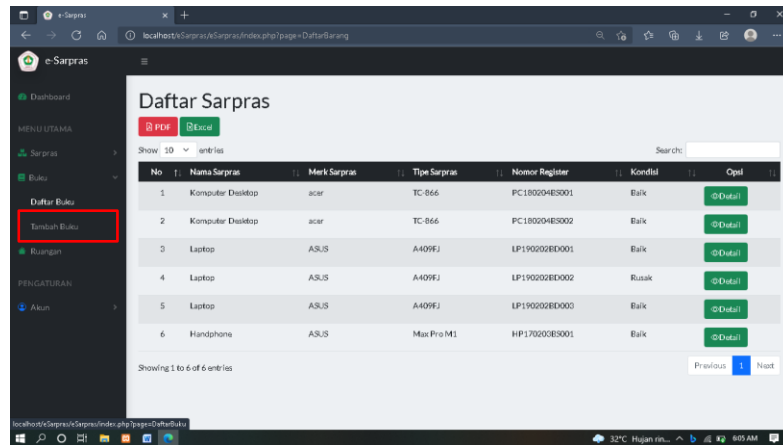 e-Sarpras
localhost/eSarpras/eSarpras/index.php?page=DaftarBarang
e-Sarpras
Dashboard
MENU UTAMA
Sarpras
Buku
Daftar Buku
Tambah Buku
Ruangan
PENGATURAN
Akun
Daftar Sarpras
PDF Excel
Show 10 entries Search:
No Nama Sarpras Merk Sarpras Tipe Sarpras Nomor Register Kondisi Opsi
1 Komputer Desktop acer TC-866 PC180204BS001 Baik Detail
2 Komputer Desktop acer TC-866 PC180204BS002 Baik Detail
3 Laptop ASUS A409FJ LP190202BD001 Baik Detail
4 Laptop ASUS A409FJ LP190202BD002 Rusak Detail
5 Laptop ASUS A409FJ LP190202BD003 Baik Detail
6 Handphone ASUS Max Pro M1 HP170203BS001 Baik Detail
Showing 1 to 6 of 6 entries Previous 1 Next
localhost/eSarpras/eSarpras/index.php?page=DaftarBuku
32°C Hujan rin... 6:05 AM